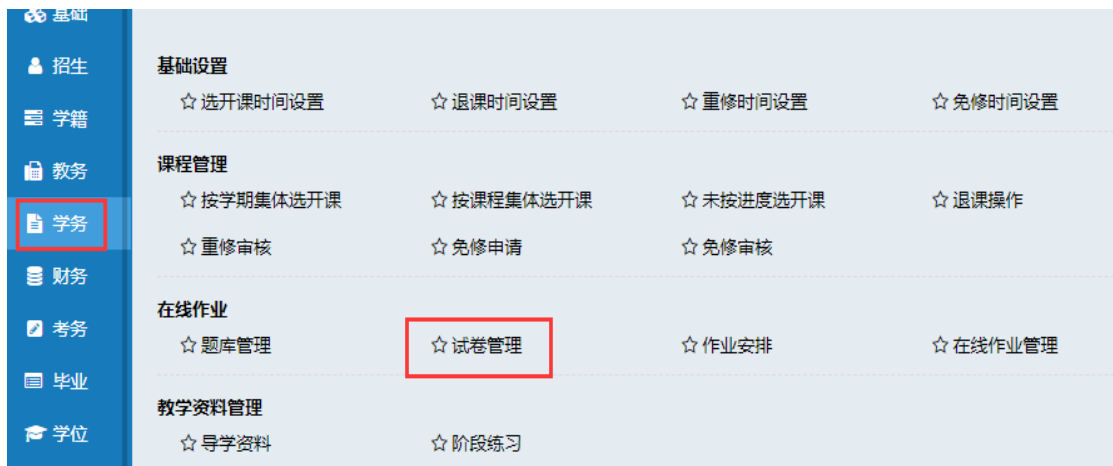 基础
招生
学籍
教务
学务
财务
考务
毕业
学位
基础设置
☆选开课时间设置 ☆退课时间设置 ☆重修时间设置 ☆免修时间设置
课程管理
☆按学期集体选开课 ☆按课程集体选开课 ☆未按进度选开课 ☆退课操作
☆重修审核 ☆免修申请 ☆免修审核
在线作业
☆题库管理 ☆试卷管理 ☆作业安排 ☆在线作业管理
教学资料管理
☆导学资料 ☆阶段练习